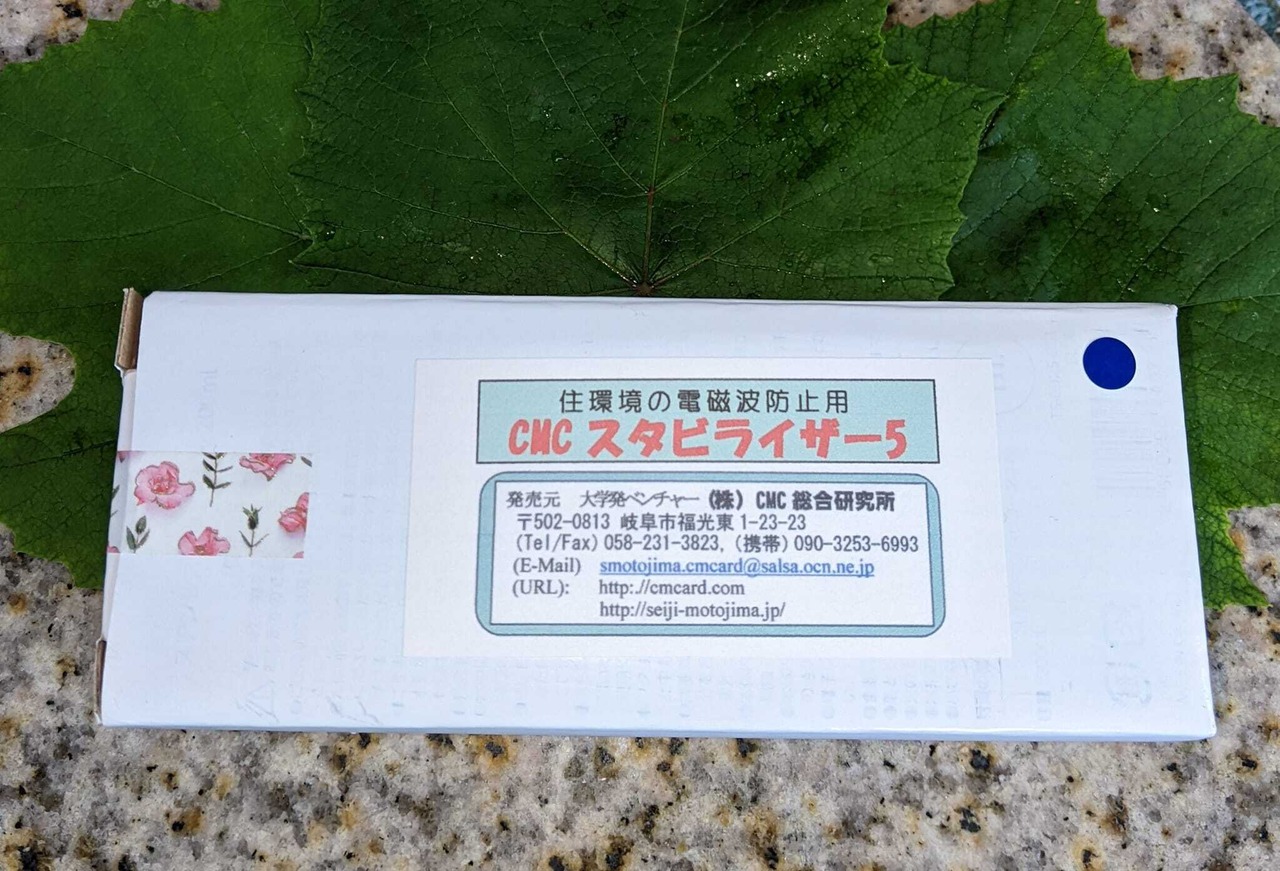 住環境の電磁波防止用
CMC スタビライザー5
発売元 大学発ベンチャー (株) CMC 総合研究所
〒502-0813 岐阜市福光東 1-23-23
(Tel/Fax) 058-231-3823, (携帯) 090-3253-6993
(E-Mail) smotojima.cmcard@salsa.ocn.ne.jp
(URL): http:://cmcard.com
http://seiji-motojima.jp/